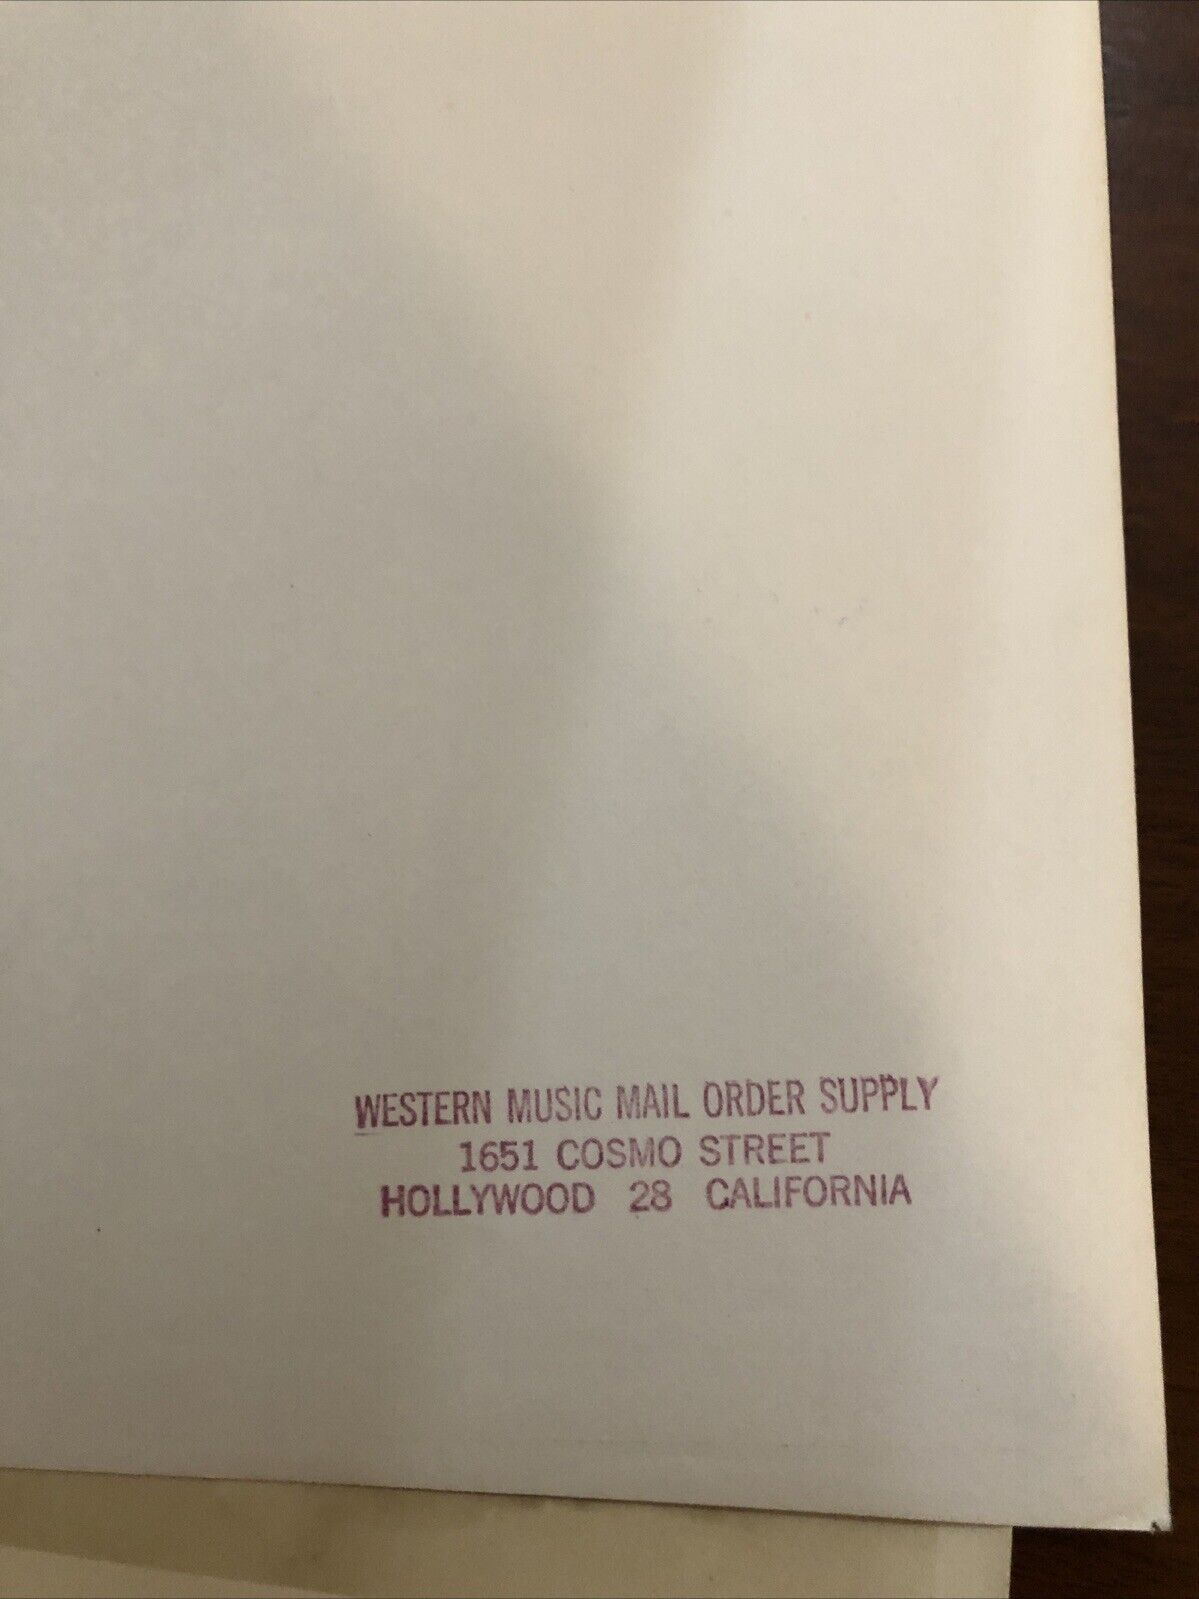 WESTERN MUSIC MAIL ORDER SUPPLY
1651 COSMO STREET
HOLLYWOOD 28 CALIFORNIA